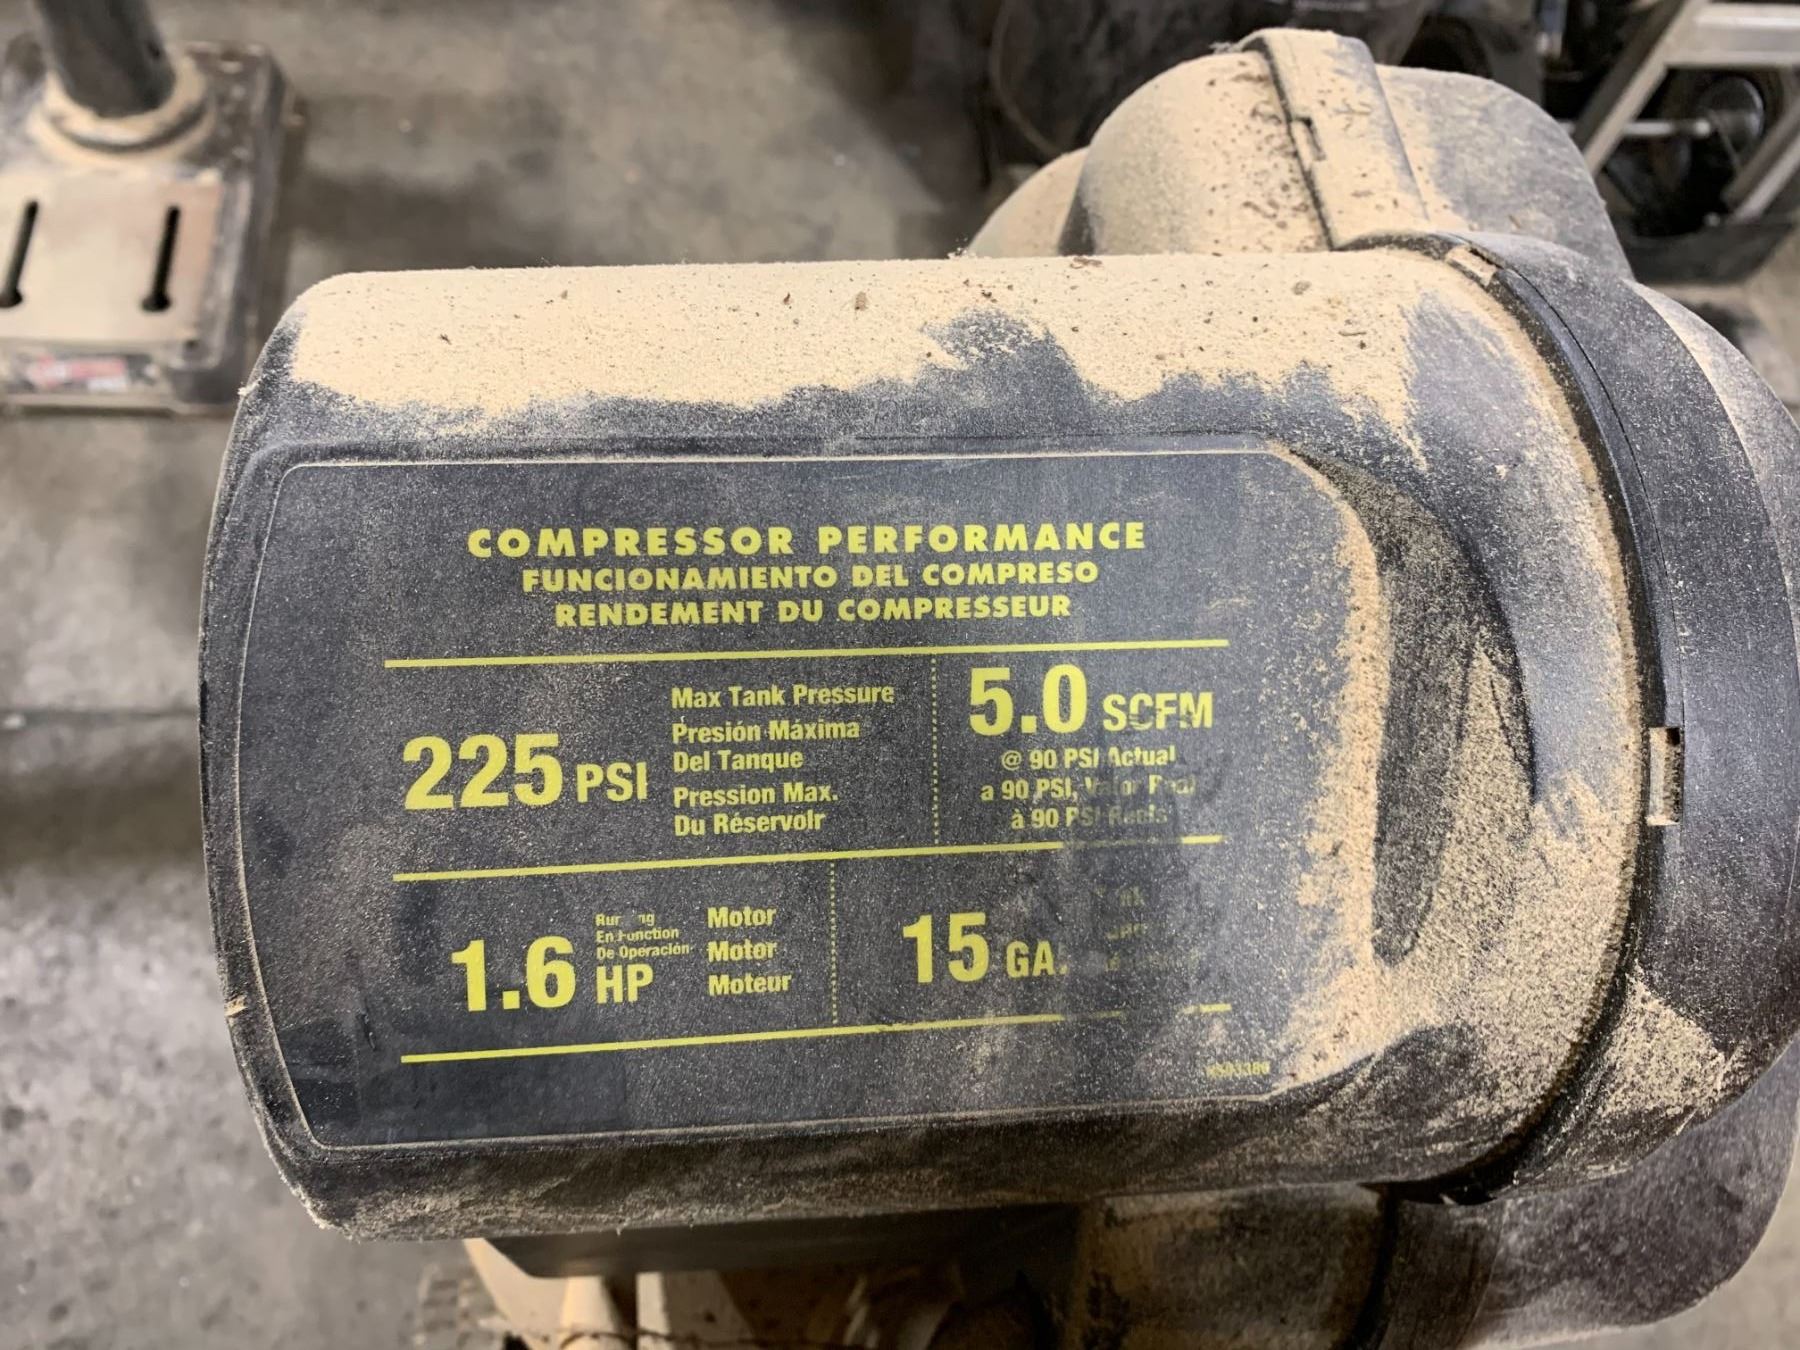 COMPRESSOR PERFORMANCE
FUNCIONAMIENTO DEL COMPRESO
RENDEMENT DU COMPRESSEUR
225 PSI
Max Tank Pressure
Presión Máxima
Del Tanque
Pression Max.
Du Réservoir
5.0 SCFM
@ 90 PSI Actual
a 90 PSI,
à 90 PSI
1.6 HP
En Function
De Operación
Motor
Motor
Moteur
15 GA